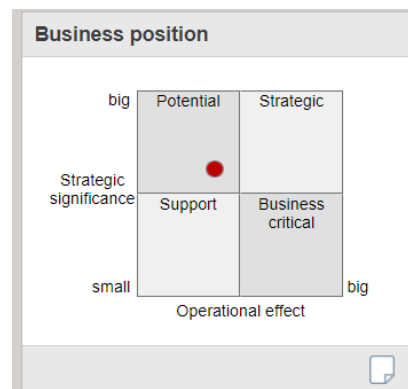 Business position
big
Potential
Strategic
Strategic
significance
Support
Business
critical
small
big
Operational effect